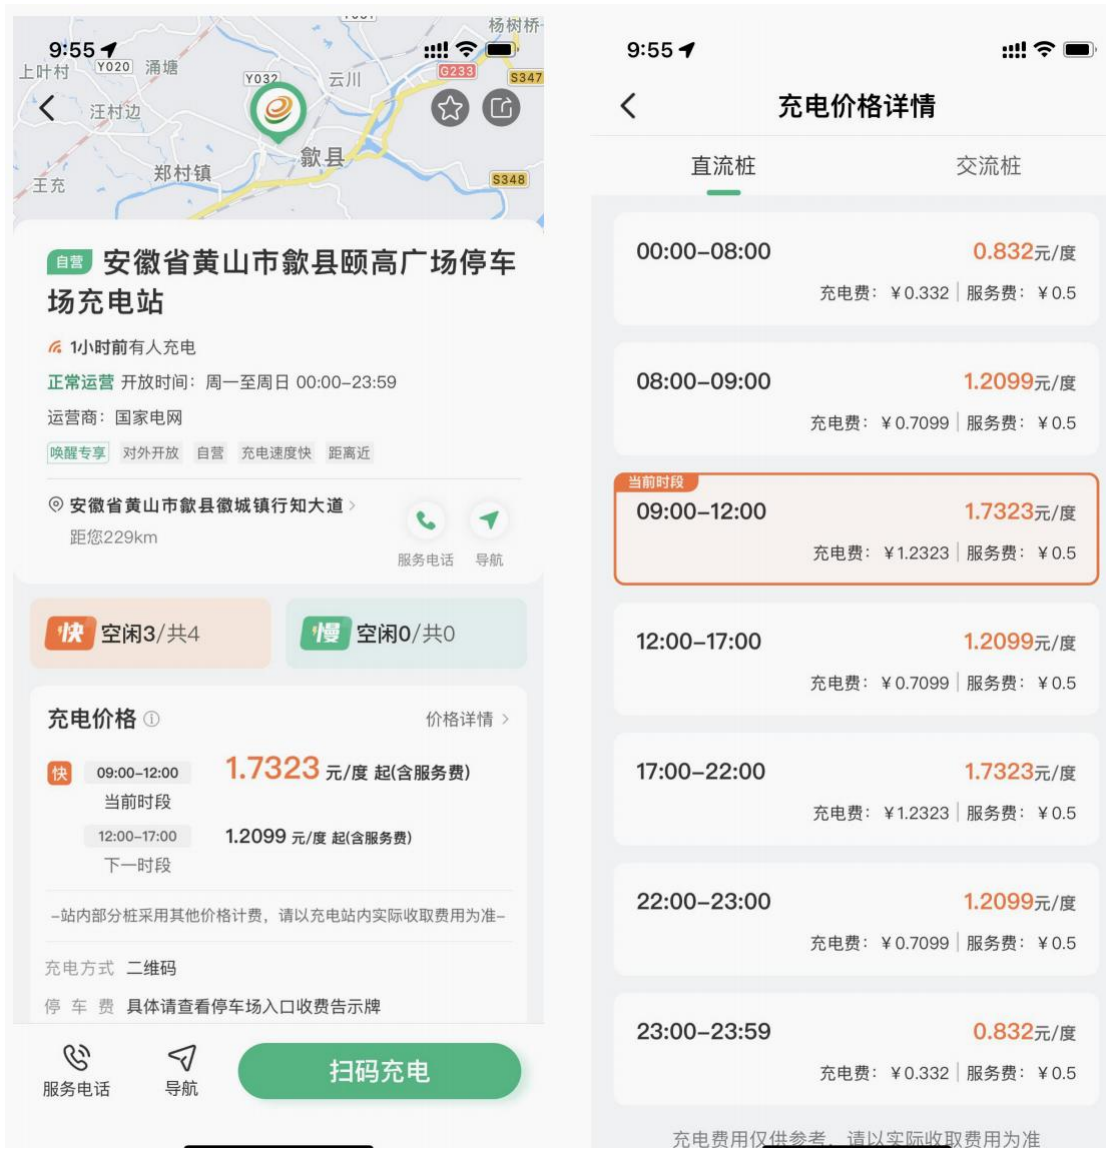 杨树桥
9:55
上叶村
Y020
涌塘
Y032
云川
G233
S347
汪村边
郑村镇
歙县
王充
S348
自营 安徽省黄山市歙县颐高广场停车
场充电站
1小时前有人充电
正常运营 开放时间：周一至周日 00:00-23:59
运营商：国家电网
唤醒专享 对外开放 自营 充电速度快 距离近
安徽省黄山市歙县徽城镇行知大道 >
距您229km
服务电话 导航
快 空闲3/共4
慢 空闲0/共0
充电价格
价格详情 >
快 09:00-12:00 1.7323 元/度 起(含服务费)
当前时段
12:00-17:00 1.2099 元/度 起(含服务费)
下一时段
-站内部分桩采用其他价格计费，请以充电站内实际收取费用为准-
充电方式 二维码
停 车 费 具体请查看停车场入口收费告示牌
服务电话 导航 扫码充电
9:55
充电价格详情
直流桩 交流桩
00:00-08:00 0.832元/度
充电费：¥0.332 | 服务费：¥0.5
08:00-09:00 1.2099元/度
充电费：¥0.7099 | 服务费：¥0.5
当前时段
09:00-12:00 1.7323元/度
充电费：¥1.2323 | 服务费：¥0.5
12:00-17:00 1.2099元/度
充电费：¥0.7099 | 服务费：¥0.5
17:00-22:00 1.7323元/度
充电费：¥1.2323 | 服务费：¥0.5
22:00-23:00 1.2099元/度
充电费：¥0.7099 | 服务费：¥0.5
23:00-23:59 0.832元/度
充电费：¥0.332 | 服务费：¥0.5
充电费用仅供参考，请以实际收取费用为准